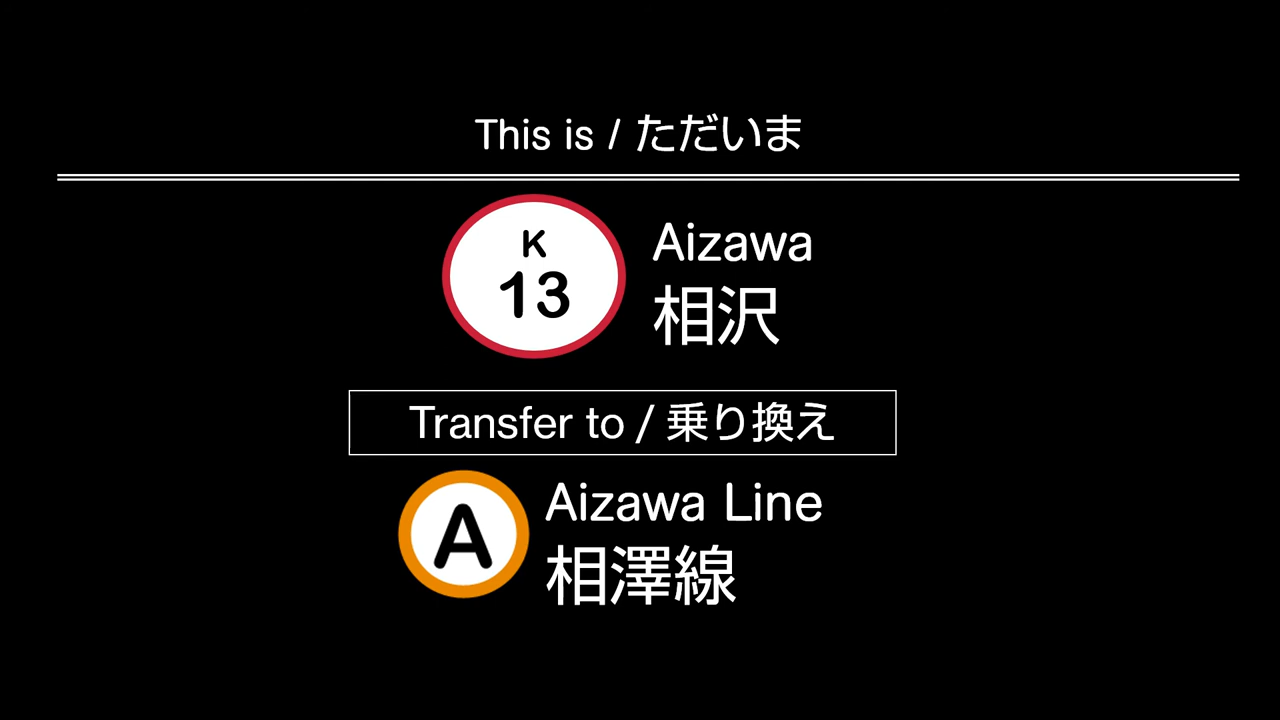 This is / ただいま
K
13
Aizawa
相沢
Transfer to / 乗り換え
A
Aizawa Line
相澤線